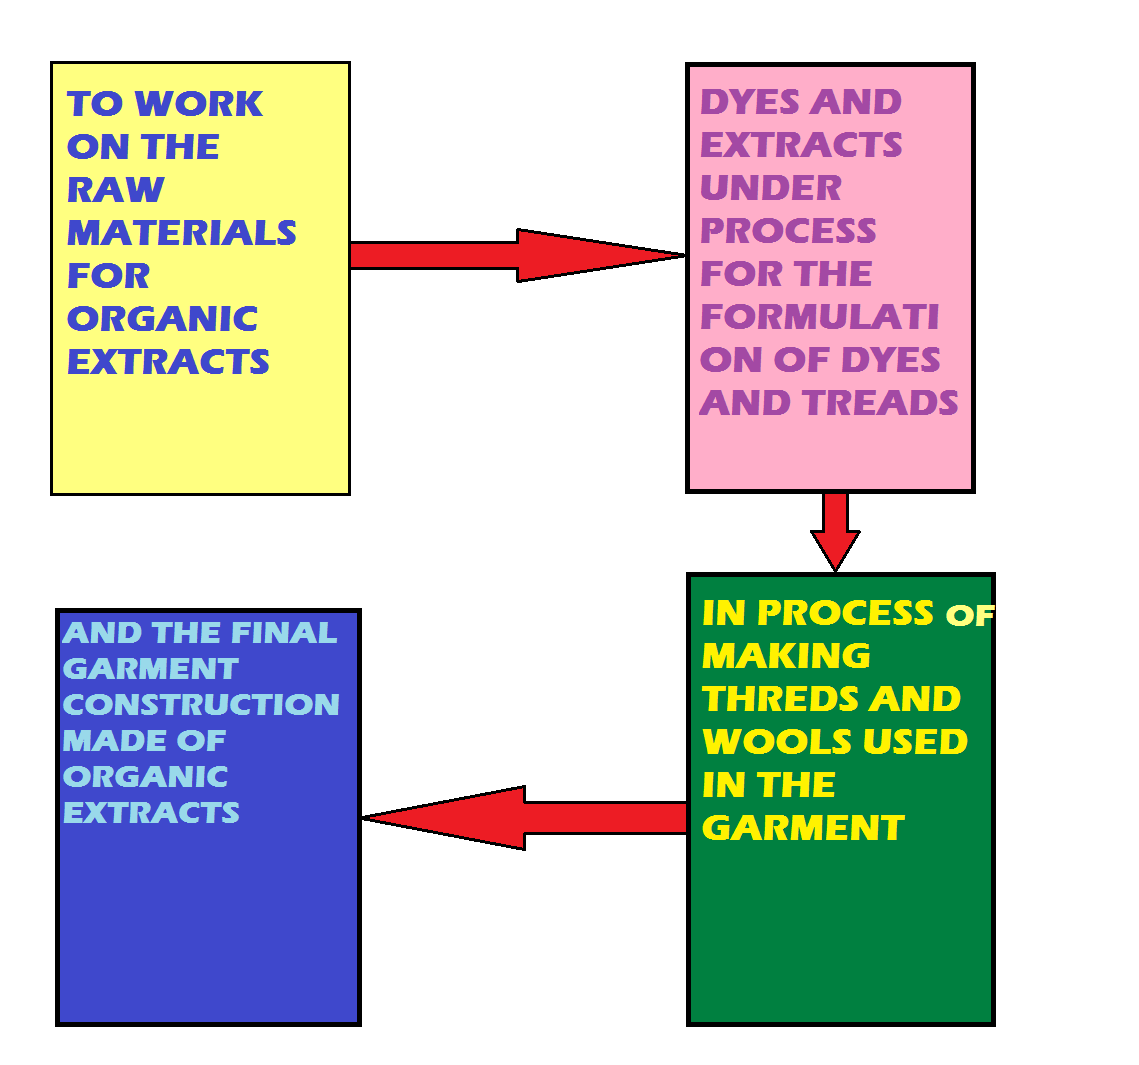 TO WORK
ON THE
RAW
MATERIALS
FOR
ORGANIC
EXTRACTS
DYES AND
EXTRACTS
UNDER
PROCESS
FOR THE
FORMULATI
ON OF DYES
AND TREADS
IN PROCESS OF
MAKING
THREDS AND
WOOLS USED
IN THE
GARMENT
AND THE FINAL
GARMENT
CONSTRUCTION
MADE OF
ORGANIC
EXTRACTS